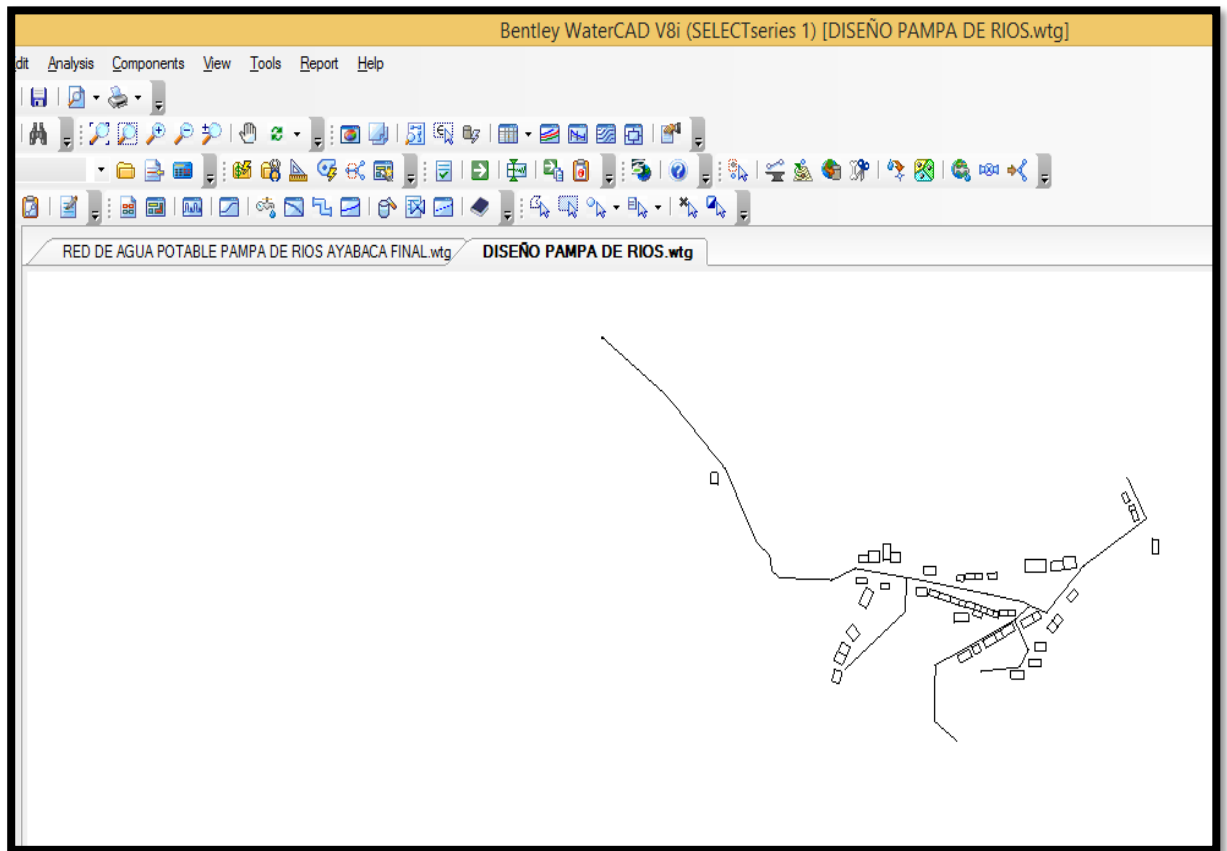 Bentley WaterCAD V8i (SELECTseries 1) [DISEÑO PAMPA DE RIOS.wtg]
dit Analysis Components View Tools Report Help
RED DE AGUA POTABLE PAMPA DE RIOS AYABACA FINAL.wtg DISEÑO PAMPA DE RIOS.wtg